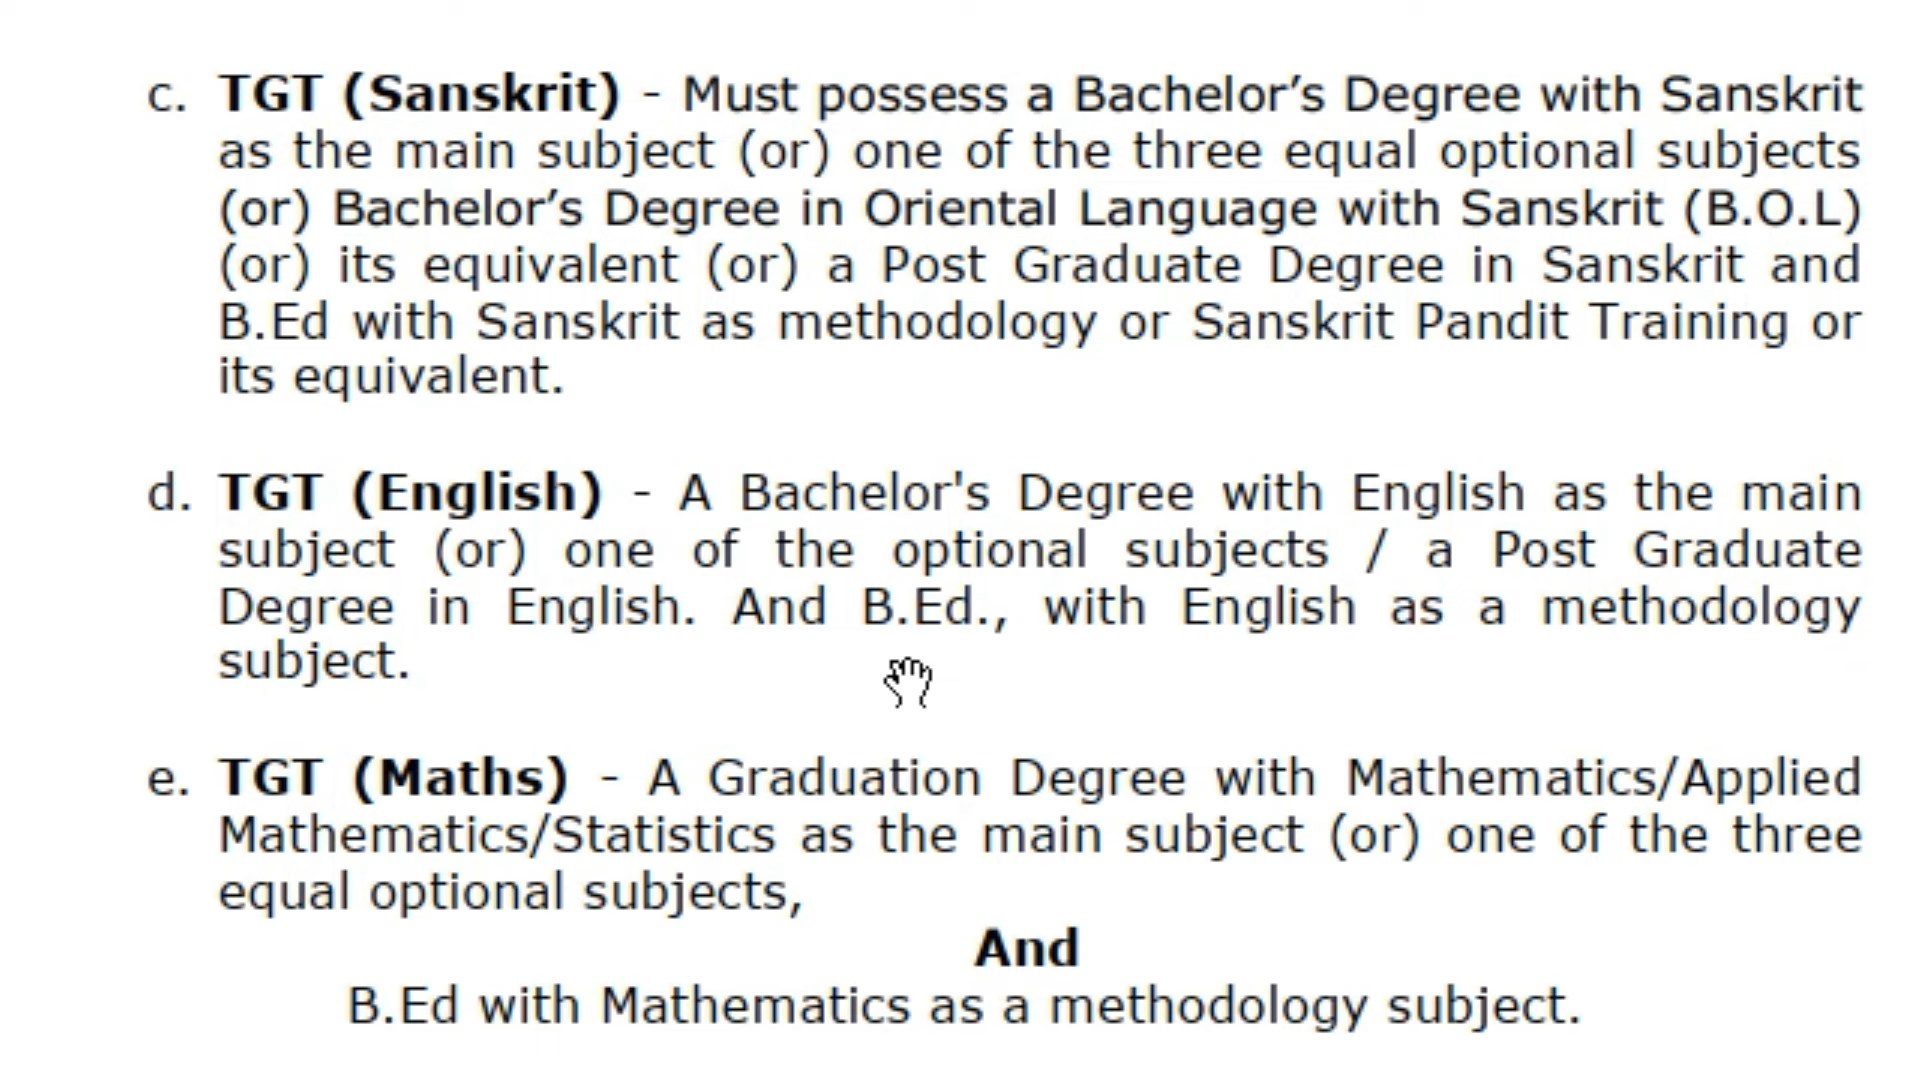 c. TGT (Sanskrit) - Must possess a Bachelor’s Degree with Sanskrit
as the main subject (or) one of the three equal optional subjects
(or) Bachelor’s Degree in Oriental Language with Sanskrit (B.O.L)
(or) its equivalent (or) a Post Graduate Degree in Sanskrit and
B.Ed with Sanskrit as methodology or Sanskrit Pandit Training or
its equivalent.
d. TGT (English) - A Bachelor's Degree with English as the main
subject (or) one of the optional subjects / a Post Graduate
Degree in English. And B.Ed., with English as a methodology
subject.
e. TGT (Maths) - A Graduation Degree with Mathematics/Applied
Mathematics/Statistics as the main subject (or) one of the three
equal optional subjects,
And
B.Ed with Mathematics as a methodology subject.